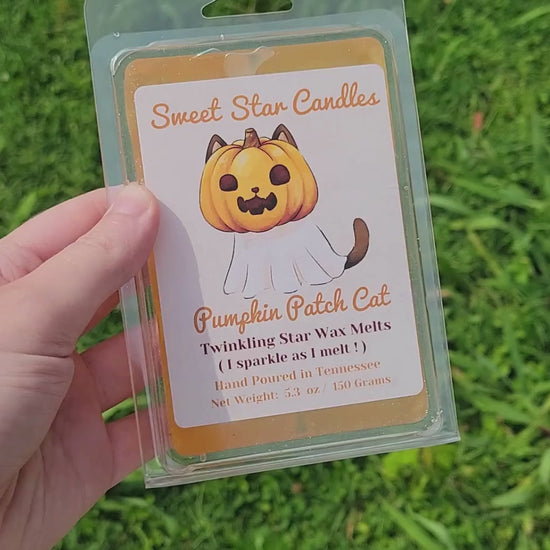 Sweet Star Candles
Pumpkin Patch Cat
Twinkling Star Wax Melts
( I sparkle as I melt ! )
Hand Poured in Tennessee
Net Weight: 5.3 oz / 150 Grams